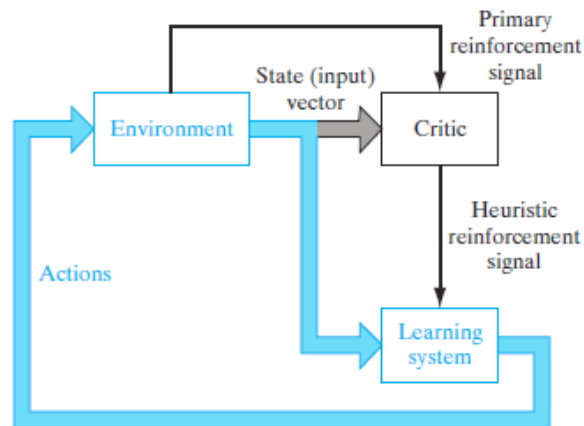 Primary
reinforcement
signal
State (input)
vector
Environment
Critic
Heuristic
reinforcement
signal
Actions
Learning
system